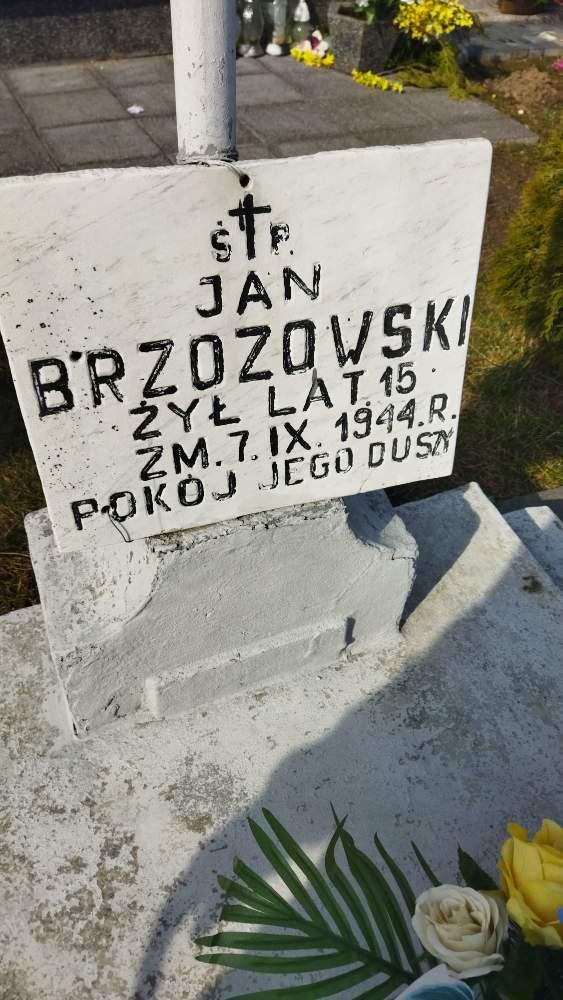 Ś P.
JAN
BRZOZOWSKI
ŻYŁ LAT 15
ZM. 7. IX. 1944. R.
POKÓJ JEGO DUSZY